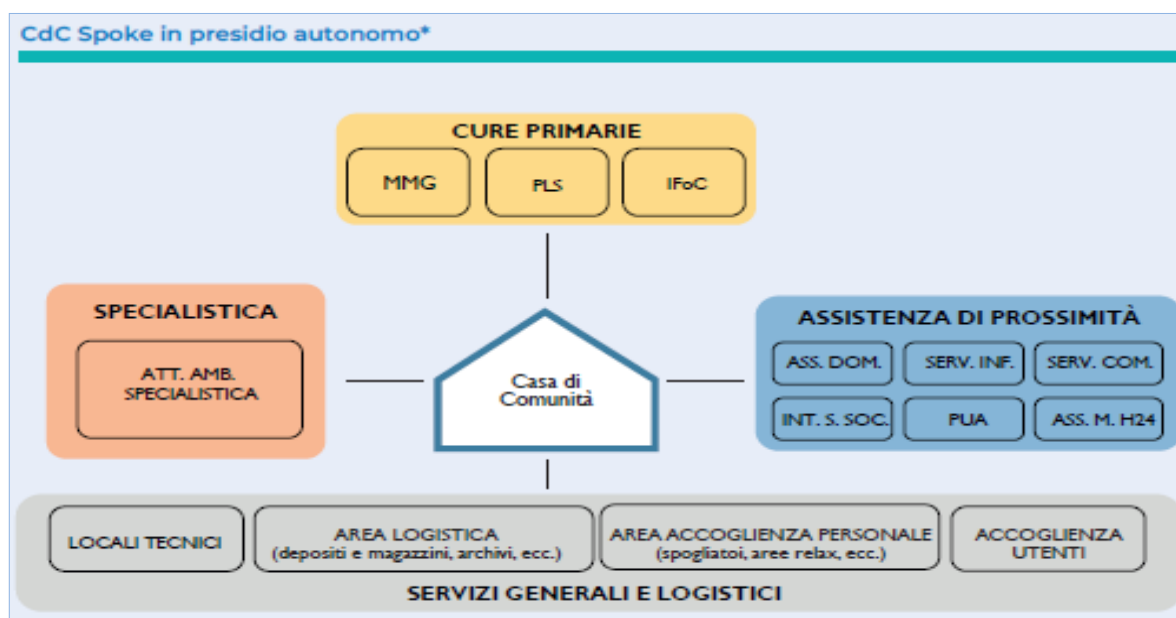 CdC Spoke in presidio autonomo*
CURE PRIMARIE
MMG
PLS
IFoC
SPECIALISTICA
ATT. AMB.
SPECIALISTICA
Casa di
Comunità
ASSISTENZA DI PROSSIMITÀ
ASS. DOM.
SERV. INF.
SERV. COM.
INT. S. SOC.
PUA
ASS. M. H24
LOCALI TECNICI
AREA LOGISTICA
(depositi e magazzini, archivi, ecc.)
AREA ACCOGLIENZA PERSONALE
(spogliatoi, aree relax, ecc.)
ACCOGLIENZA
UTENTI
SERVIZI GENERALI E LOGISTICI